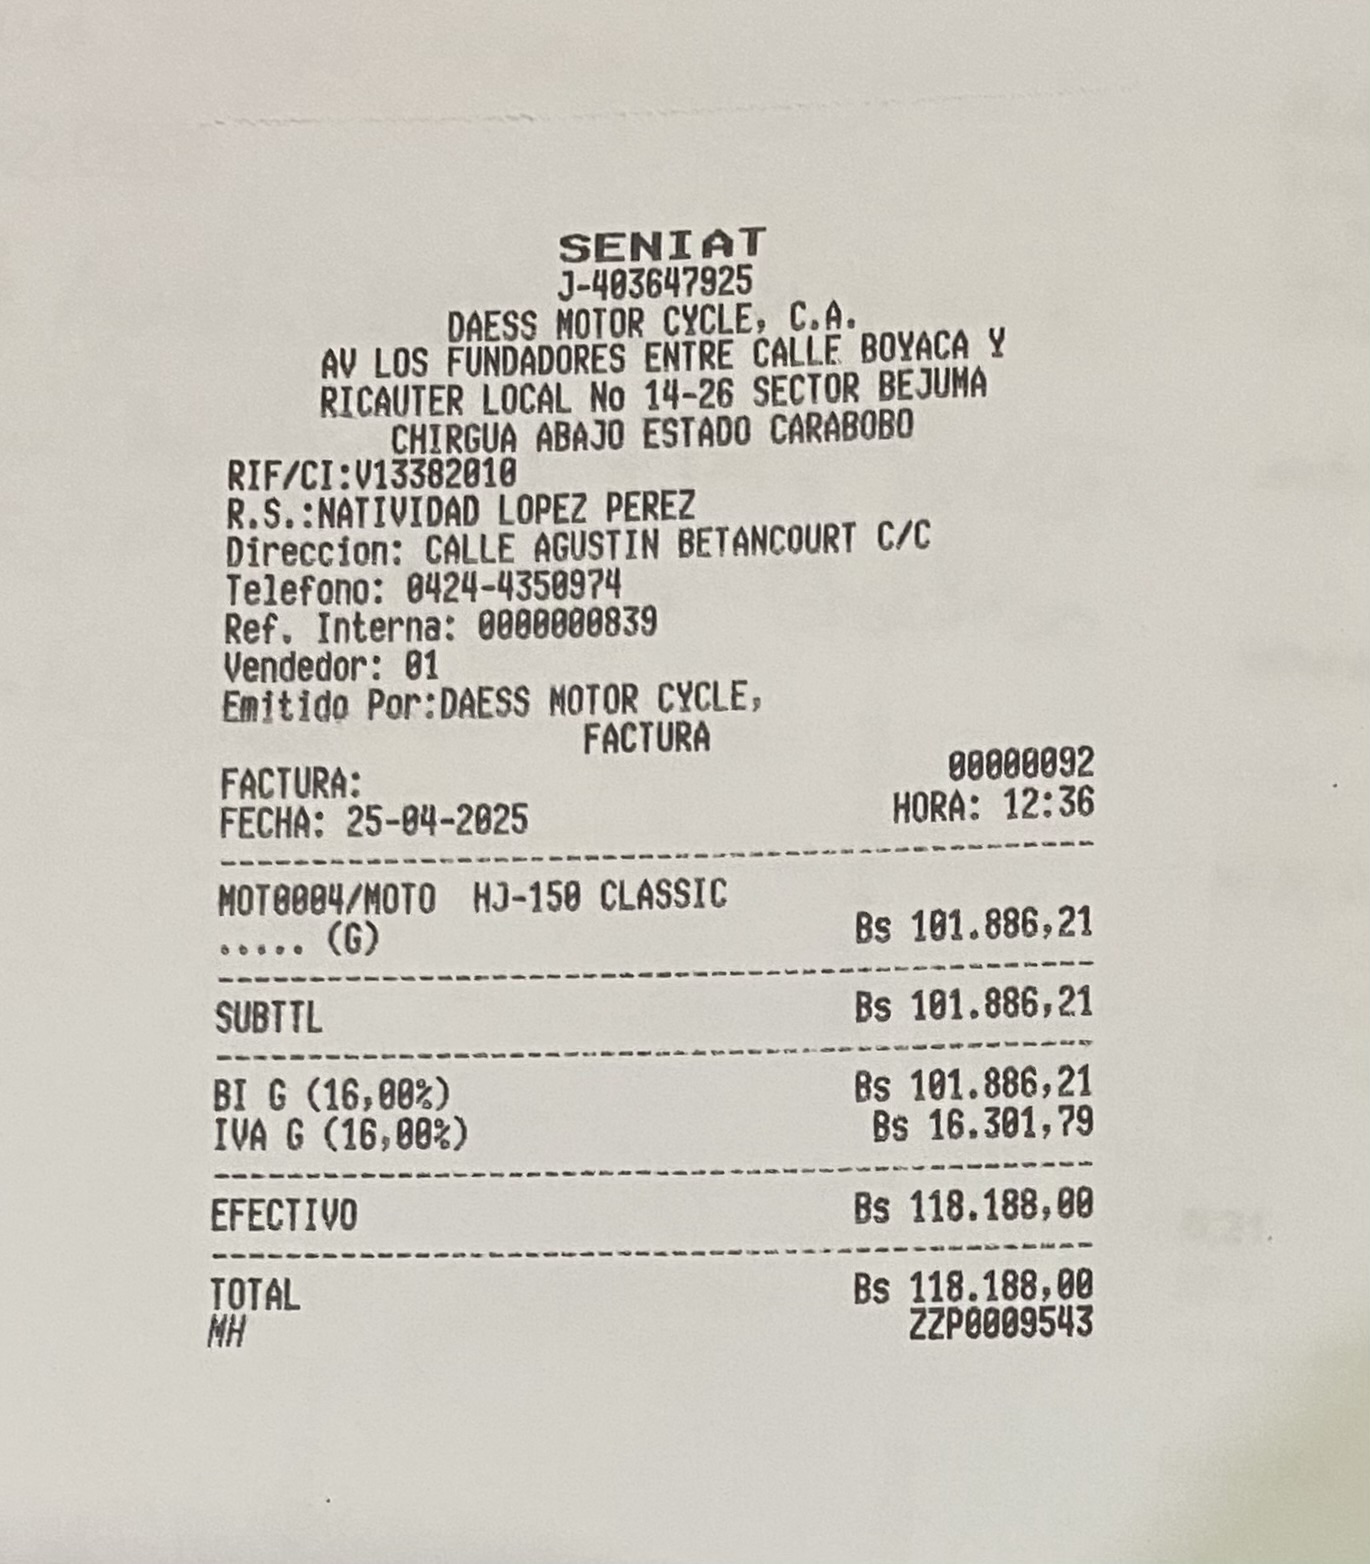 SENIAT
J-403647925
DAESS MOTOR CYCLE, C.A.
AV LOS FUNDADORES ENTRE CALLE BOYACA Y
RICAUTER LOCAL No 14-26 SECTOR BEJUMA
CHIRGUA ABAJO ESTADO CARABOBO
RIF/CI:V13382010
R.S.:NATIVIDAD LOPEZ PEREZ
Direccion: CALLE AGUSTIN BETANCOURT C/C
Telefono: 0424-4350974
Ref. Interna: 0000000839
Vendedor: 01
Emitido Por:DAESS MOTOR CYCLE,
FACTURA
FACTURA: 00000092
FECHA: 25-04-2025 HORA: 12:36
MOT0004/MOTO HJ-150 CLASSIC
..... (G) Bs 101.886,21
SUBTTL Bs 101.886,21
BI G (16,00%) Bs 101.886,21
IVA G (16,00%) Bs 16.301,79
EFECTIVO Bs 118.188,00
TOTAL Bs 118.188,00
MH ZZP0009543